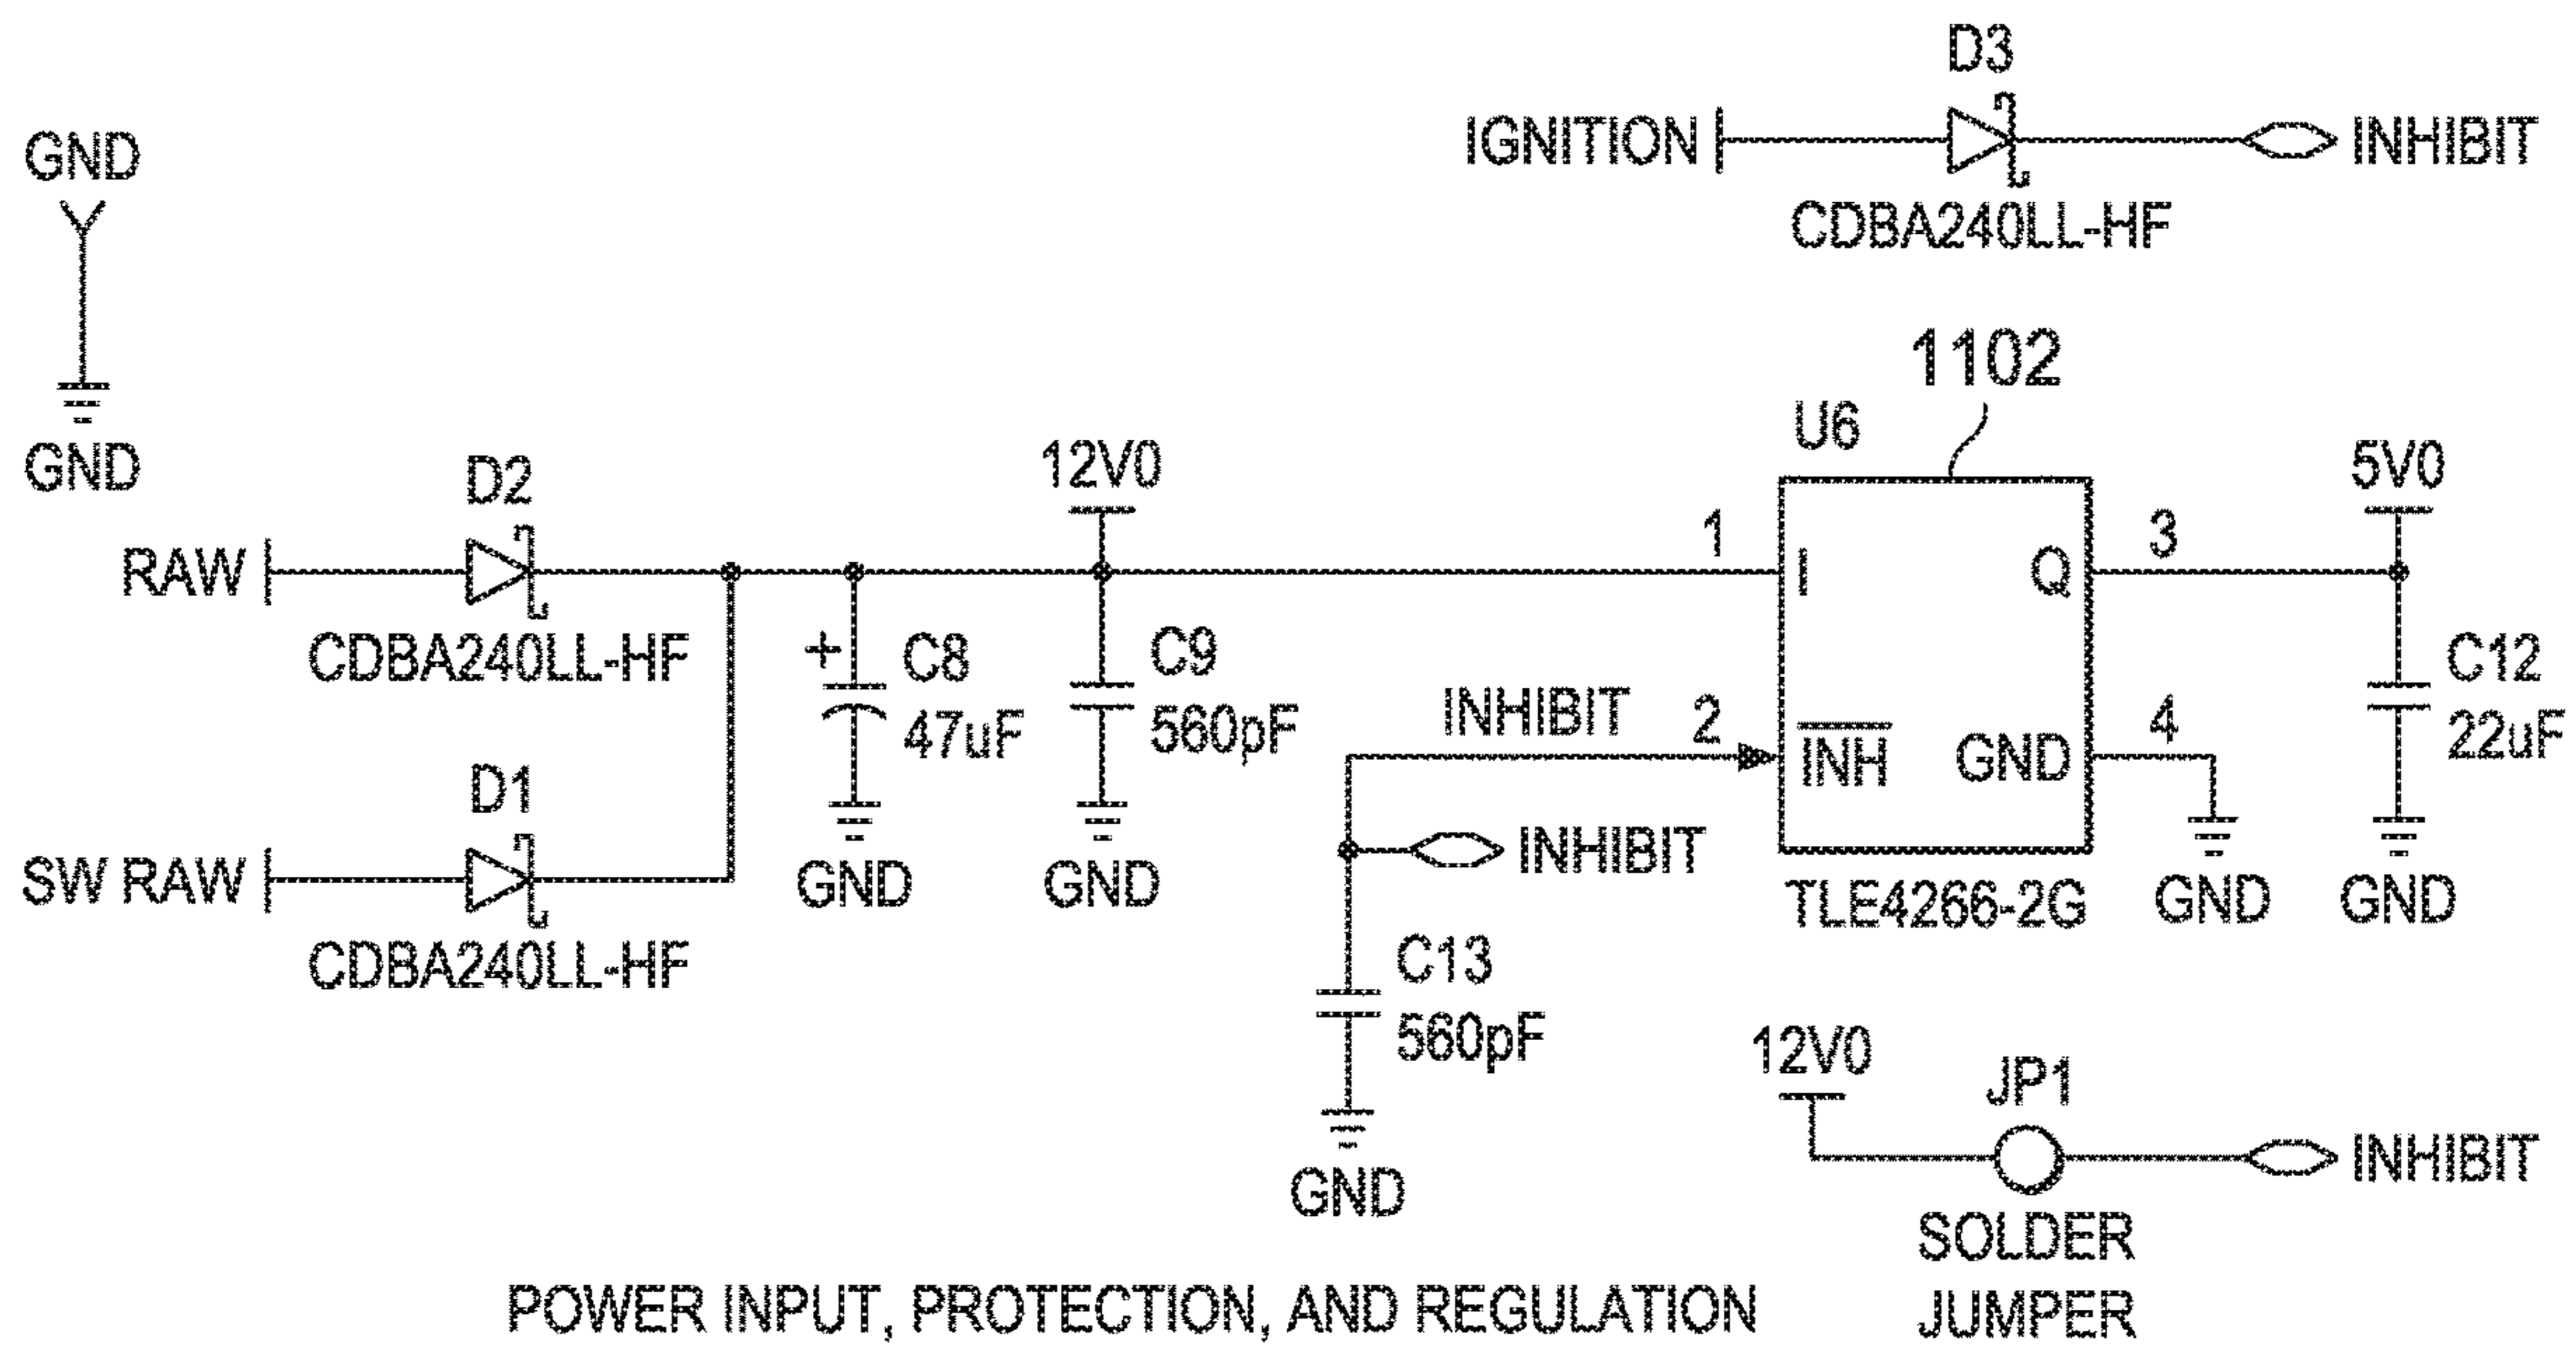 D3
IGNITION
INHIBIT
CDBA240LL-HF
GND
GND
1102
U6
D2
12V0
5V0
RAW
1
I
Q
3
CDBA240LL-HF
C8
47uF
C9
560pF
C12
22uF
INHIBIT
2
INH
GND
4
D1
SW RAW
CDBA240LL-HF
GND
GND
INHIBIT
TLE4266-2G
GND
GND
C13
560pF
GND
12V0
JP1
INHIBIT
SOLDER
JUMPER
POWER INPUT, PROTECTION, AND REGULATION